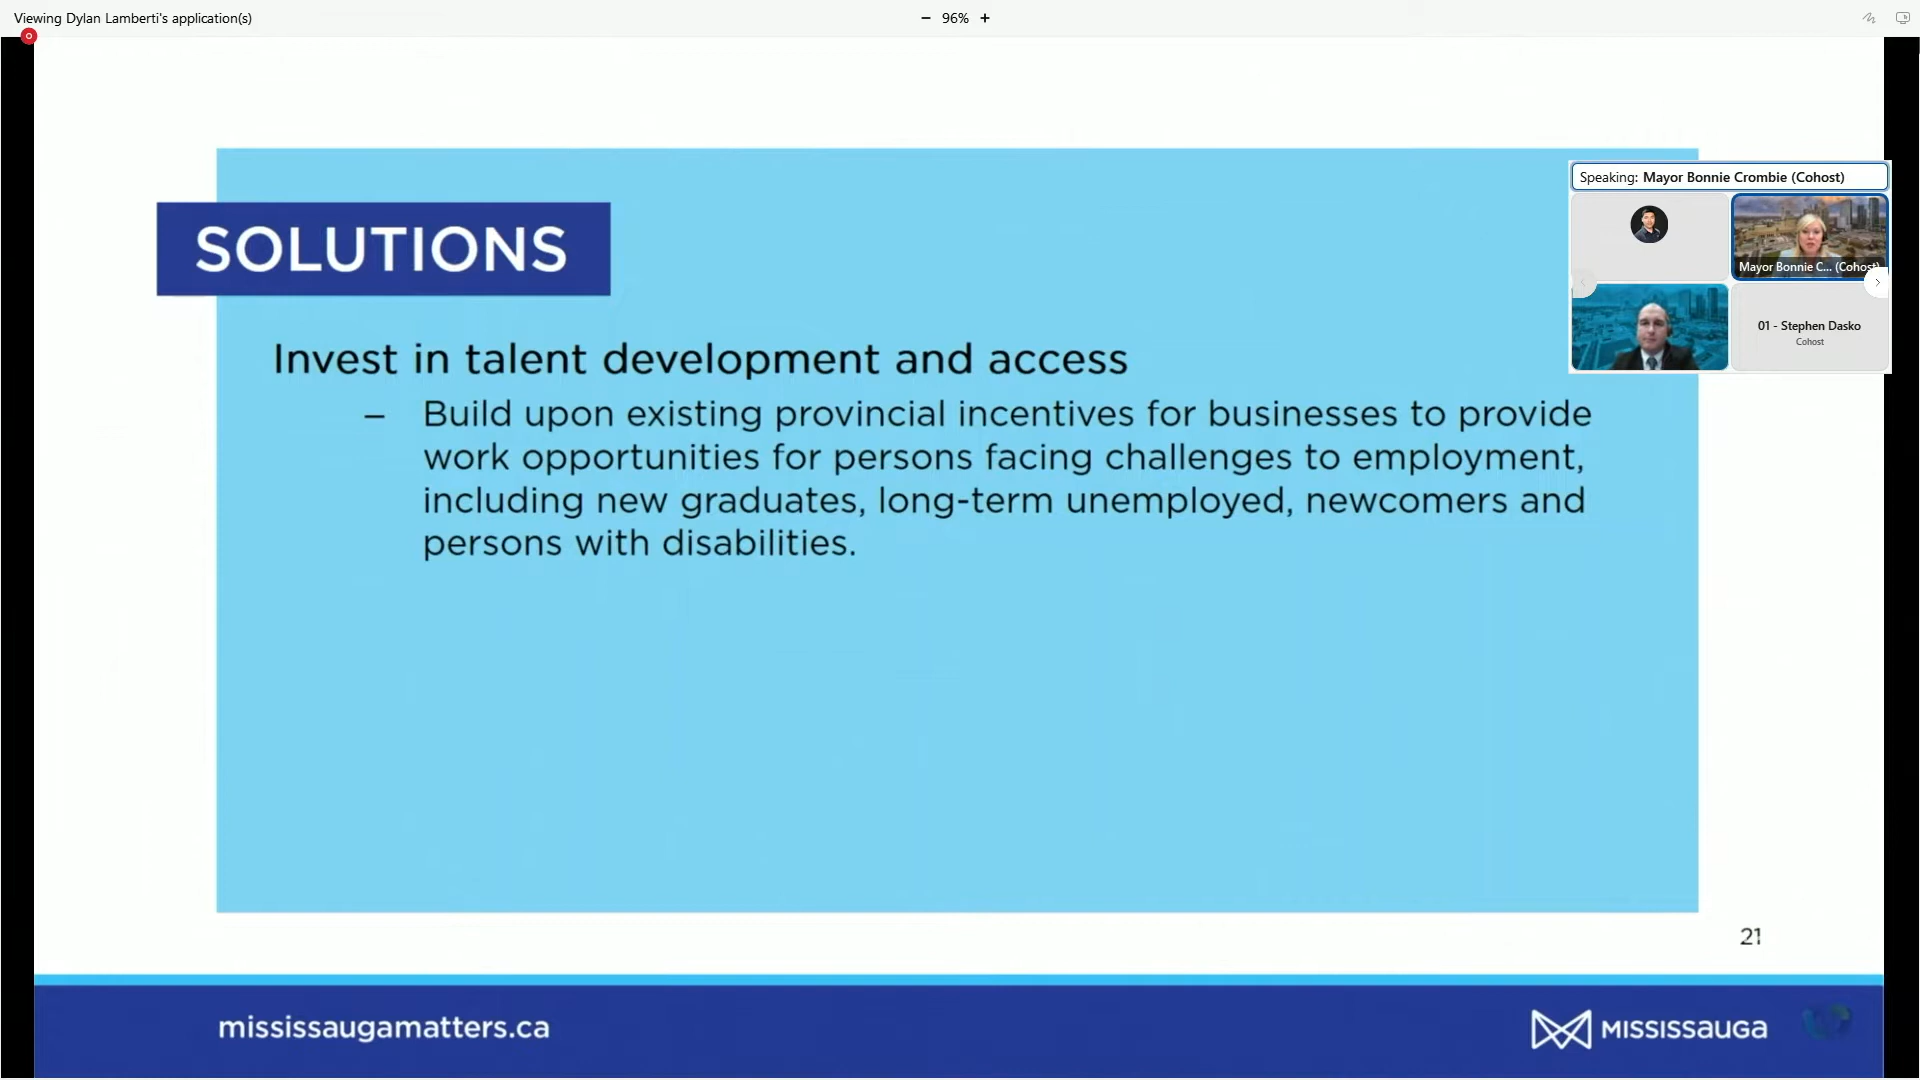 Viewing Dylan Lamberti's application(s)
− 96% +
Speaking: Mayor Bonnie Crombie (Cohost)
Mayor Bonnie C... (Cohost)
01 - Stephen Dasko
Cohost
SOLUTIONS
Invest in talent development and access
– Build upon existing provincial incentives for businesses to provide
work opportunities for persons facing challenges to employment,
including new graduates, long-term unemployed, newcomers and
persons with disabilities.
21
mississaugamatters.ca
MISSISSAUGA